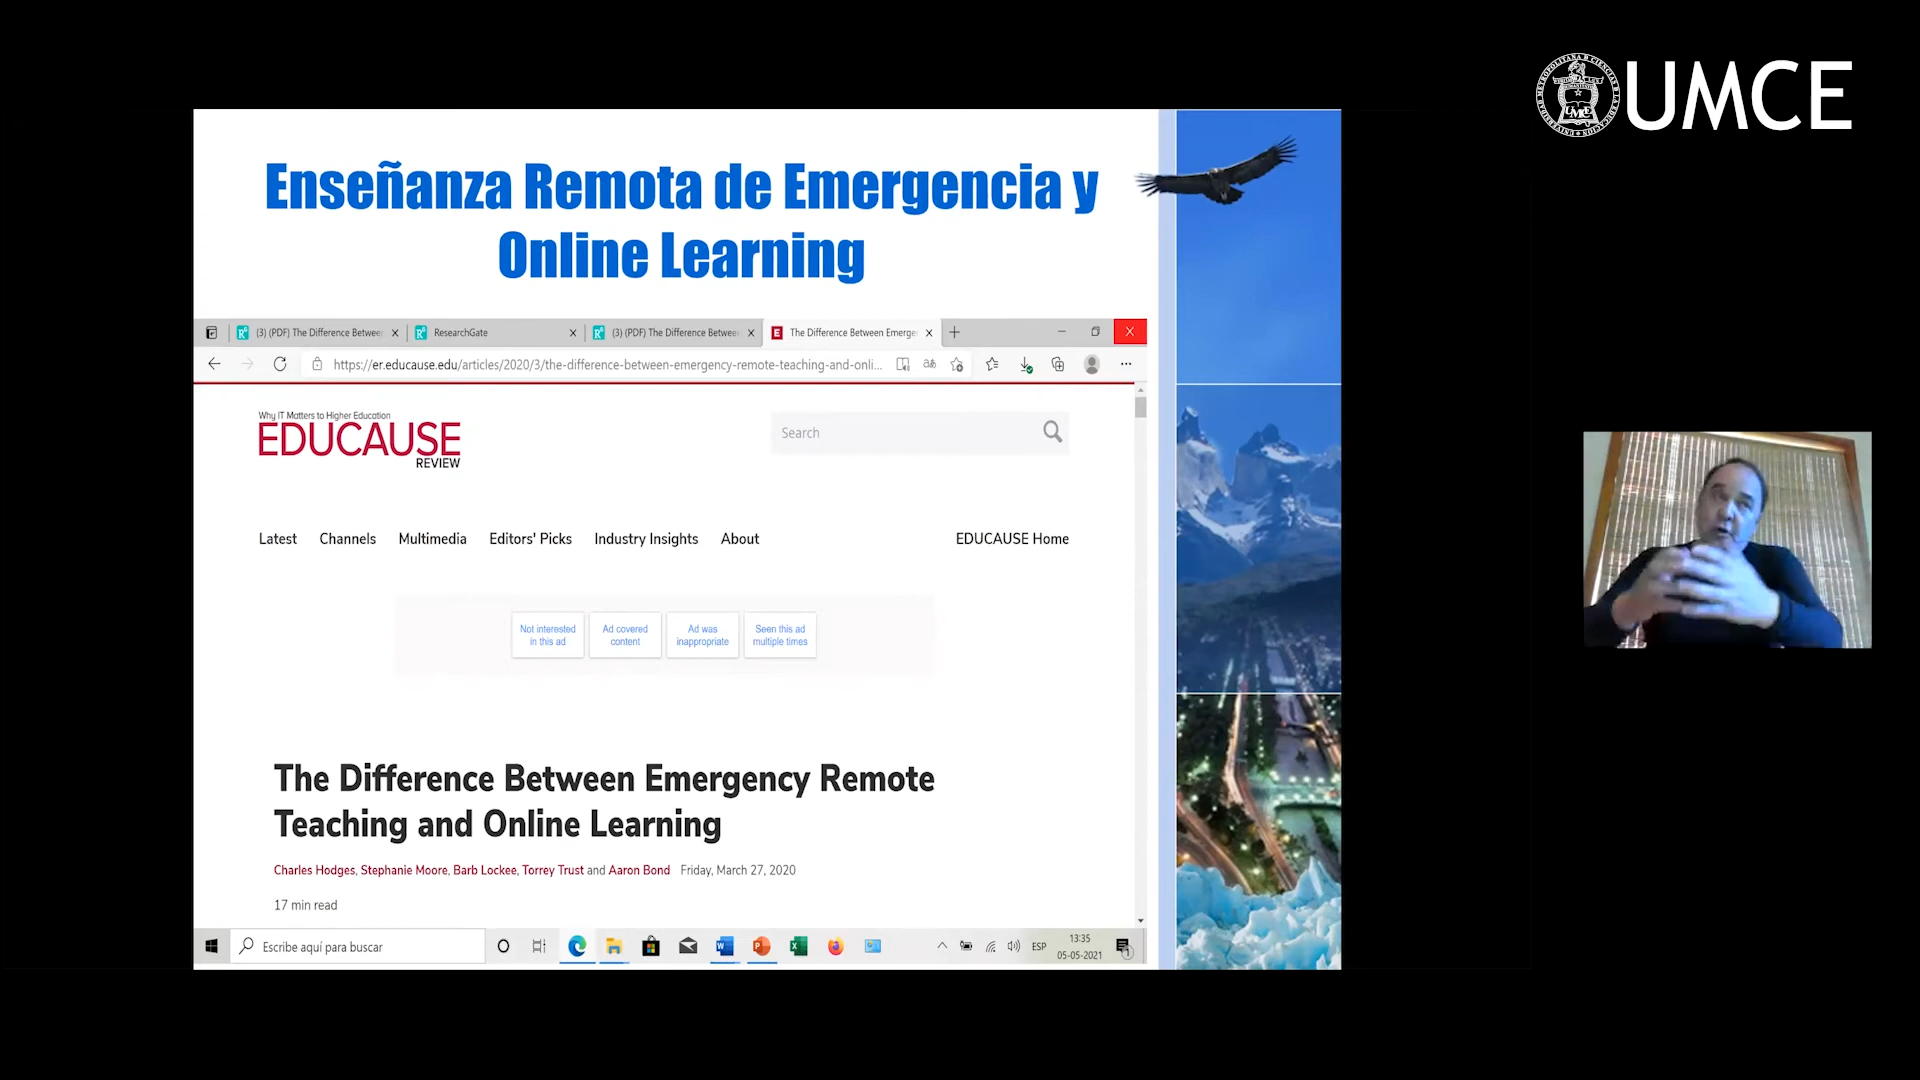 UMCE
Enseñanza Remota de Emergencia y
Online Learning
(3) (PDF) The Difference Betwee
ResearchGate
(3) (PDF) The Difference Betwee
The Difference Between Emerge
https://er.educause.edu/articles/2020/3/the-difference-between-emergency-remote-teaching-and-onli...
Why IT Matters to Higher Education
EDUCAUSE
REVIEW
Search
Latest Channels Multimedia Editors' Picks Industry Insights About EDUCAUSE Home
Not interested
in this ad
Ad covered
content
Ad was
inappropriate
Seen this ad
multiple times
The Difference Between Emergency Remote
Teaching and Online Learning
Charles Hodges, Stephanie Moore, Barb Lockee, Torrey Trust and Aaron Bond Friday, March 27, 2020
17 min read
Escribe aquí para buscar
ESP
13:35
05-05-2021